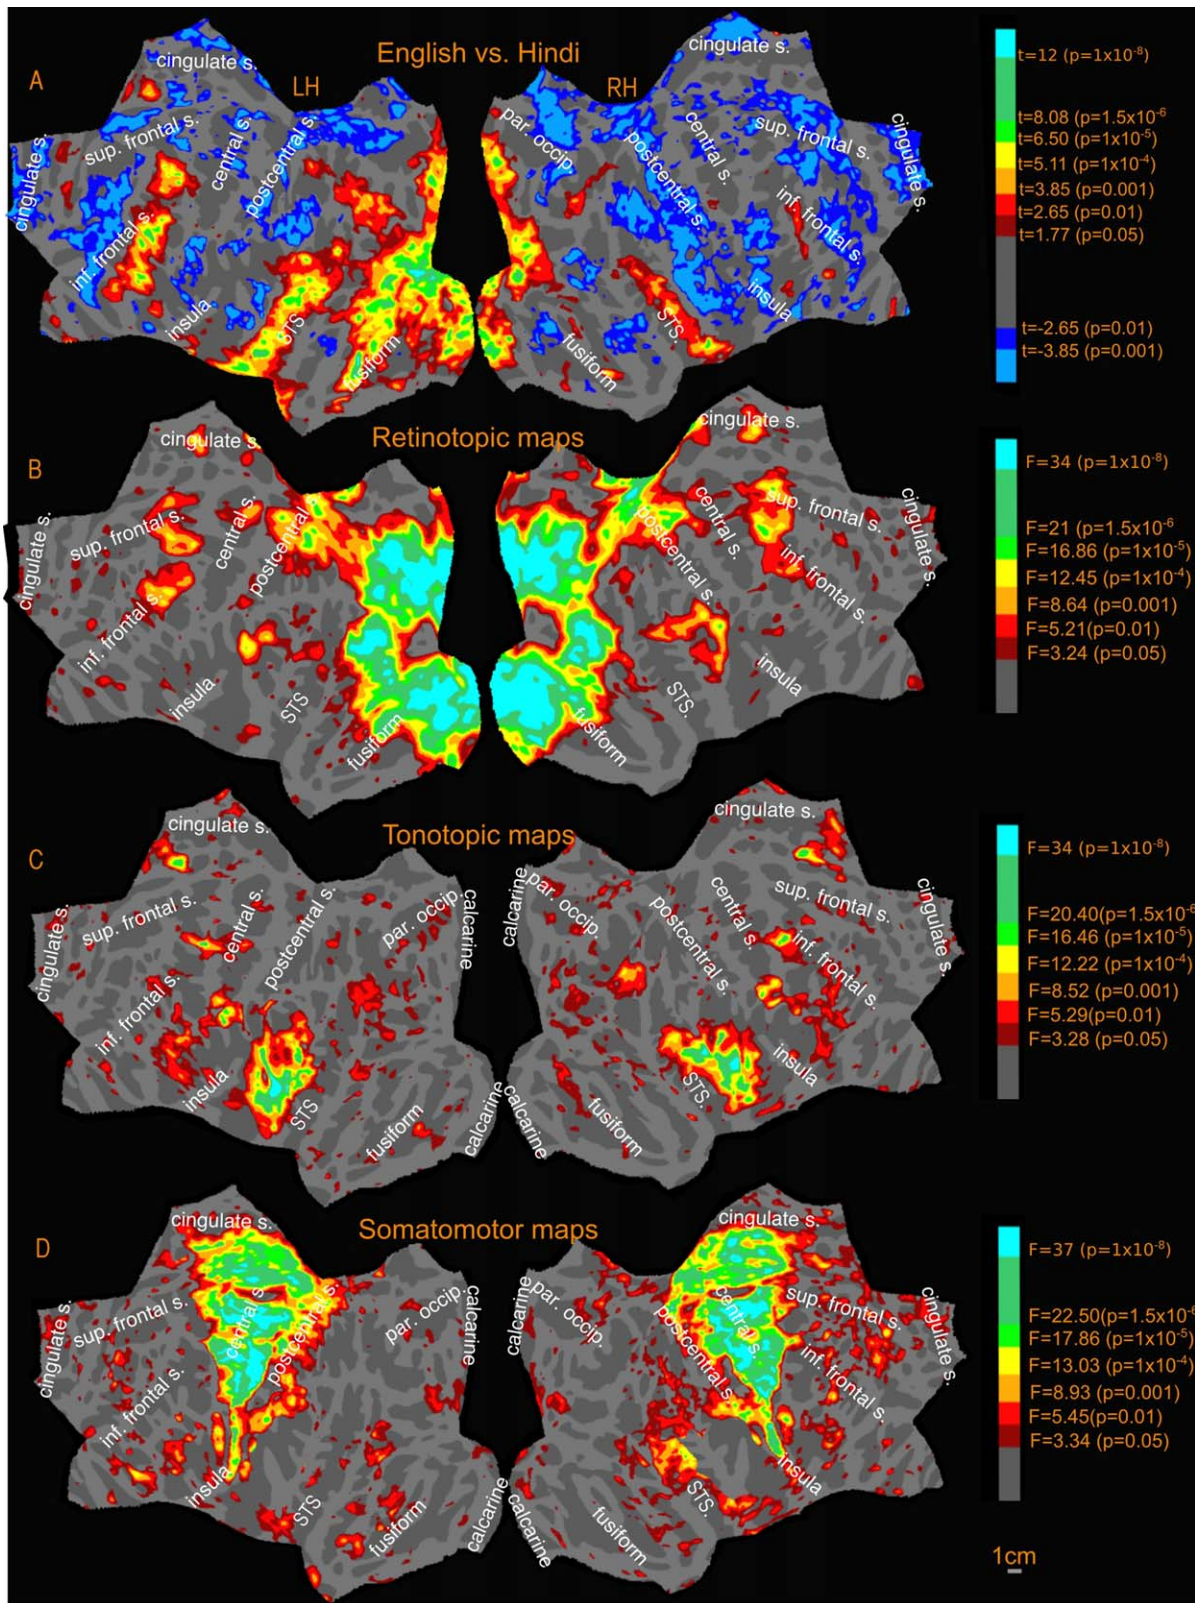 English vs. Hindi
A
LH
RH
cingulate s.
cingulate s.
sup. frontal s.
central s.
postcentral s.
inf. frontal s.
insula
STS
fusiform
cingulate s.
par. occip.
postcentral s.
central s.
sup. frontal s.
cingulate s.
inf. frontal s.
insula
STS.
fusiform
t=12 (p=1x10⁻⁸)
t=8.08 (p=1.5x10⁻⁶
t=6.50 (p=1x10⁻⁵)
t=5.11 (p=1x10⁻⁴)
t=3.85 (p=0.001)
t=2.65 (p=0.01)
t=1.77 (p=0.05)
t=-2.65 (p=0.01)
t=-3.85 (p=0.001)
Retinotopic maps
B
cingulate s.
cingulate s.
sup. frontal s.
central s.
postcentral s.
inf. frontal s.
insula
STS
fusiform
cingulate s.
postcentral s.
central s.
sup. frontal s.
cingulate s.
inf. frontal s.
insula
STS.
fusiform
F=34 (p=1x10⁻⁸)
F=21 (p=1.5x10⁻⁶
F=16.86 (p=1x10⁻⁵)
F=12.45 (p=1x10⁻⁴)
F=8.64 (p=0.001)
F=5.21(p=0.01)
F=3.24 (p=0.05)
Tonotopic maps
C
cingulate s.
cingulate s.
sup. frontal s.
central s.
postcentral s.
par. occip.
calcarine
inf. frontal s.
insula
STS
fusiform
calcarine
cingulate s.
calcarine
par. occip.
postcentral s.
central s.
sup. frontal s.
cingulate s.
inf. frontal s.
insula
STS.
fusiform
calcarine
F=34 (p=1x10⁻⁸)
F=20.40(p=1.5x10⁻⁶
F=16.46 (p=1x10⁻⁵)
F=12.22 (p=1x10⁻⁴)
F=8.52 (p=0.001)
F=5.29(p=0.01)
F=3.28 (p=0.05)
Somatomotor maps
D
cingulate s.
cingulate s.
sup. frontal s.
central s.
postcentral s.
par. occip.
calcarine
inf. frontal s.
insula
STS
fusiform
calcarine
cingulate s.
calcarine
par. occip.
postcentral s.
central s.
sup. frontal s.
cingulate s.
inf. frontal s.
insula
STS.
fusiform
calcarine
F=37 (p=1x10⁻⁸)
F=22.50(p=1.5x10⁻⁶
F=17.86 (p=1x10⁻⁵)
F=13.03 (p=1x10⁻⁴)
F=8.93 (p=0.001)
F=5.45(p=0.01)
F=3.34 (p=0.05)
1cm